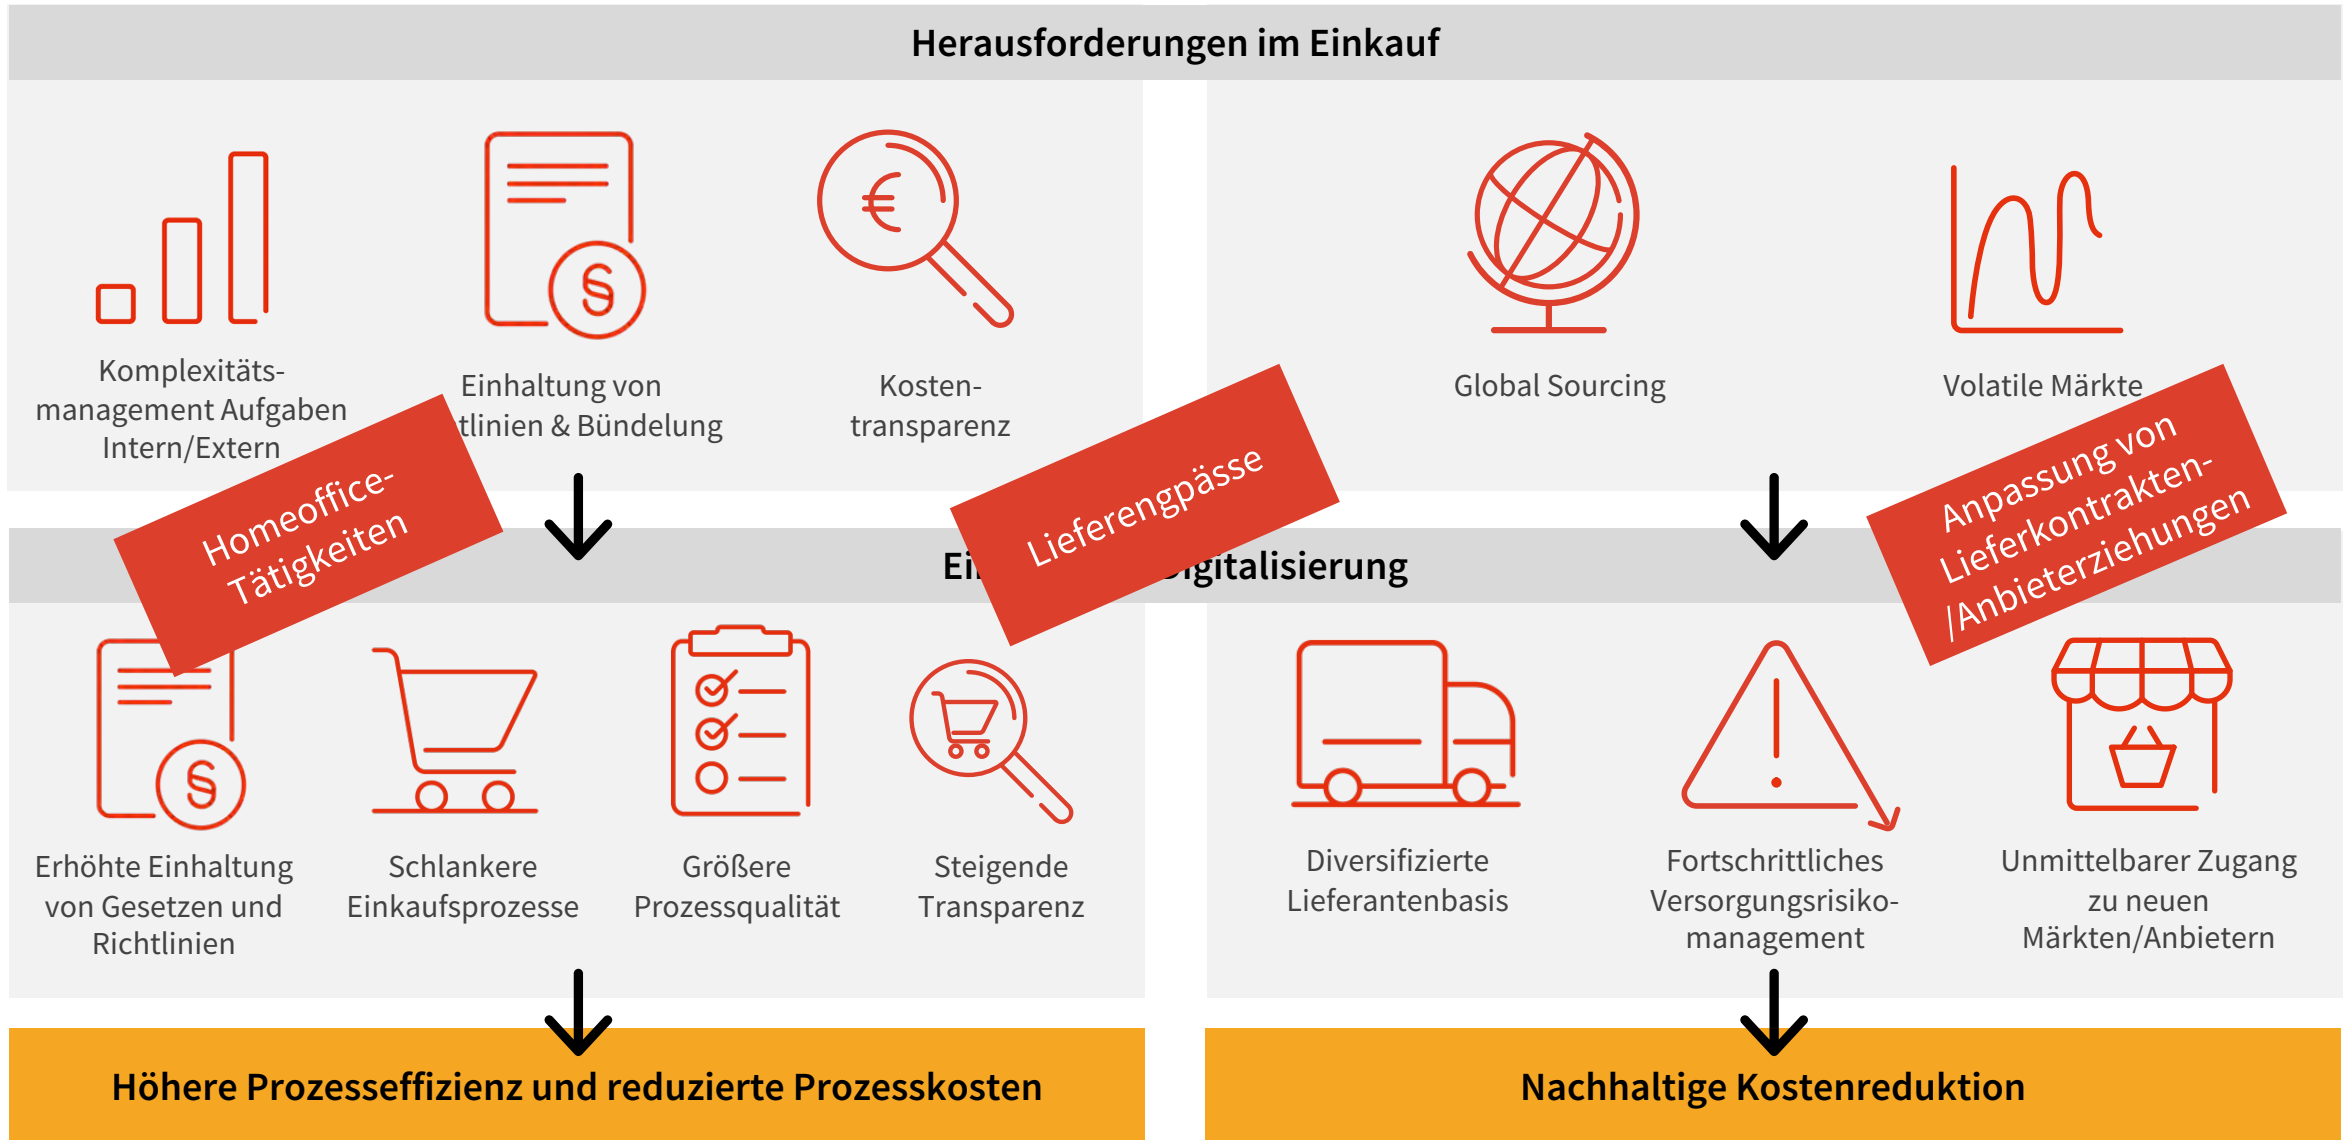 Herausforderungen im Einkauf
Komplexitäts-
management Aufgaben
Intern/Extern
Einhaltung von
tlinien & Bündelung
Kosten-
transparenz
Global Sourcing
Volatile Märkte
Homeoffice-
Tätigkeiten
Lieferengpässe
Anpassung von
Lieferkontrakten-
/Anbieterziehungen
Ei
Digitalisierung
Erhöhte Einhaltung
von Gesetzen und
Richtlinien
Schlankere
Einkaufsprozesse
Größere
Prozessqualität
Steigende
Transparenz
Diversifizierte
Lieferantenbasis
Fortschrittliches
Versorgungsrisiko-
management
Unmittelbarer Zugang
zu neuen
Märkten/Anbietern
Höhere Prozesseffizienz und reduzierte Prozesskosten
Nachhaltige Kostenreduktion